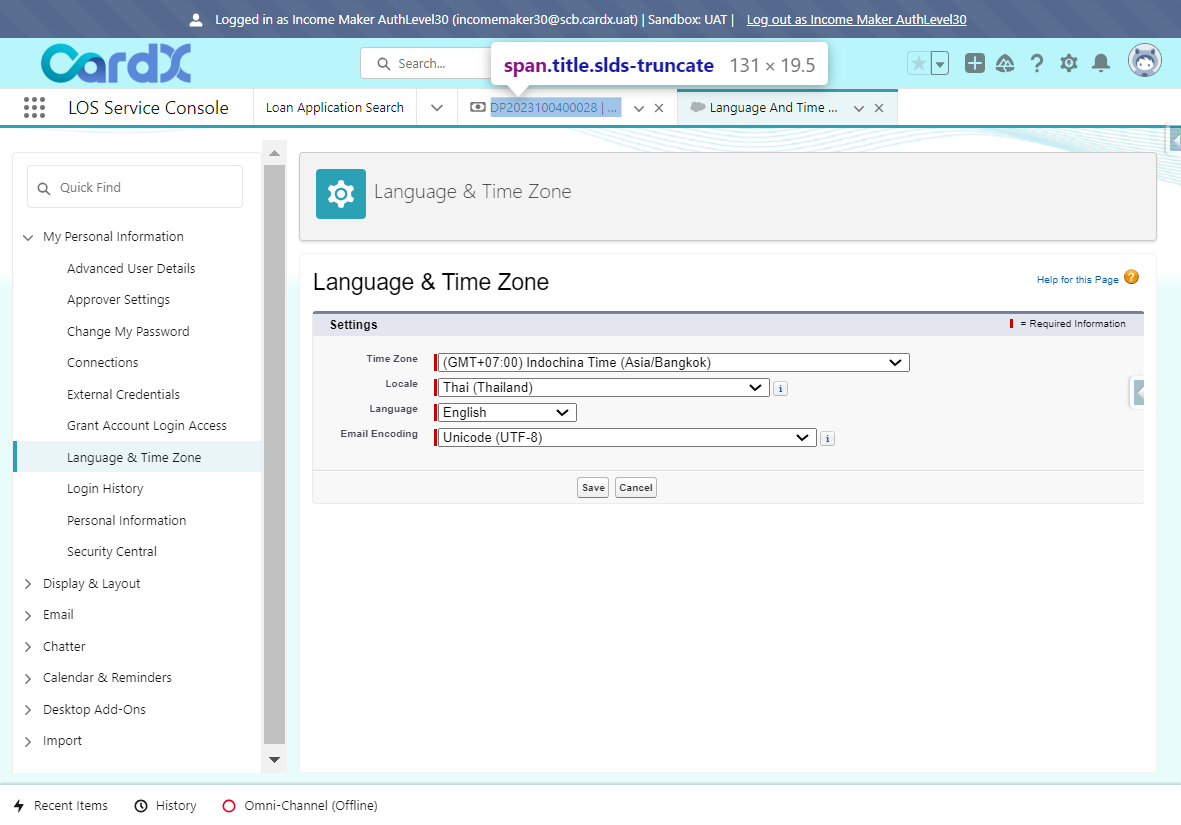 Logged in as Income Maker AuthLevel30 (incomemaker30@scb.cardx.uat) | Sandbox: UAT | Log out as Income Maker AuthLevel30
CardX
Search...
span.title.slds-truncate 131 × 19.5
LOS Service Console
Loan Application Search
DP2023100400028 | ...
Language And Time ...
Quick Find
My Personal Information
Advanced User Details
Approver Settings
Change My Password
Connections
External Credentials
Grant Account Login Access
Language & Time Zone
Login History
Personal Information
Security Central
Display & Layout
Email
Chatter
Calendar & Reminders
Desktop Add-Ons
Import
Language & Time Zone
Language & Time Zone
Help for this Page ?
Settings
= Required Information
Time Zone (GMT+07:00) Indochina Time (Asia/Bangkok)
Locale Thai (Thailand) i
Language English
Email Encoding Unicode (UTF-8) i
Save Cancel
Recent Items
History
Omni-Channel (Offline)